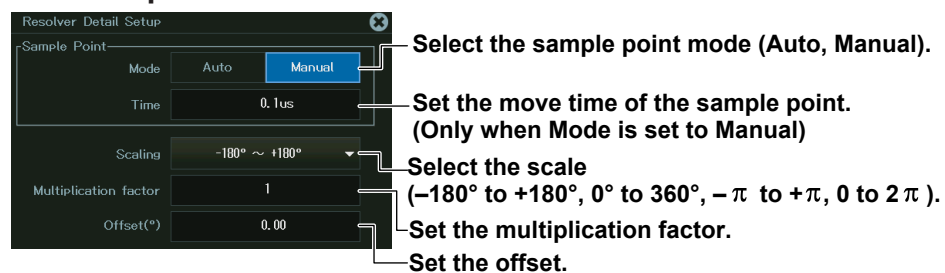 Resolver Detail Setup
Sample Point
Mode Auto Manual
Select the sample point mode (Auto, Manual).
Time 0.1us
Set the move time of the sample point.
(Only when Mode is set to Manual)
Scaling -180° ~ +180°
Select the scale
(–180° to +180°, 0° to 360°, – π to +π, 0 to 2 π ).
Multiplication factor 1
Set the multiplication factor.
Offset(°) 0.00
Set the offset.